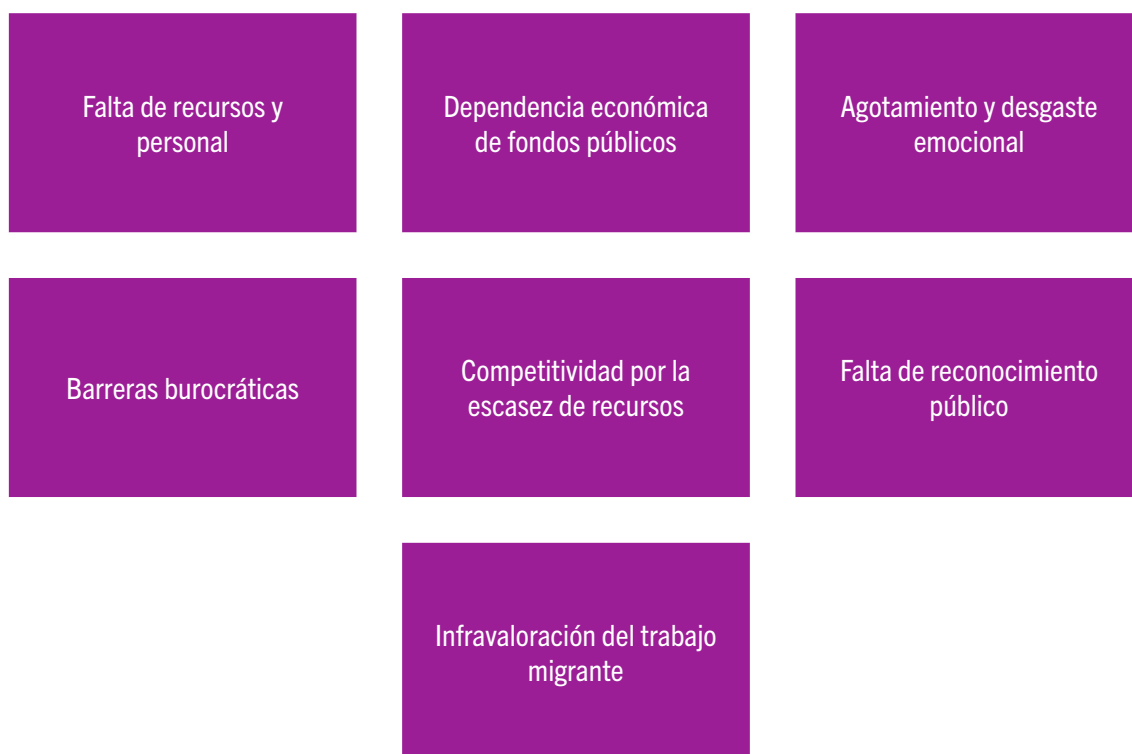 Falta de recursos y
personal
Dependencia económica
de fondos públicos
Agotamiento y desgaste
emocional
Barreras burocráticas
Competitividad por la
escasez de recursos
Falta de reconocimiento
público
Infravaloración del trabajo
migrante